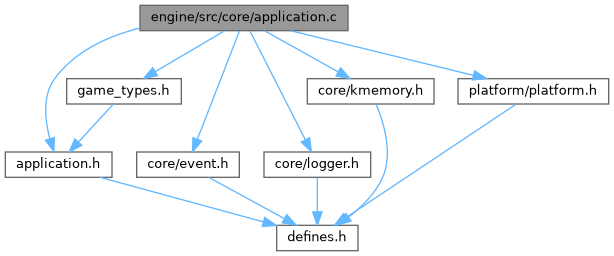 engine/src/core/application.c
game_types.h
core/kmemory.h
platform/platform.h
application.h
core/event.h
core/logger.h
defines.h